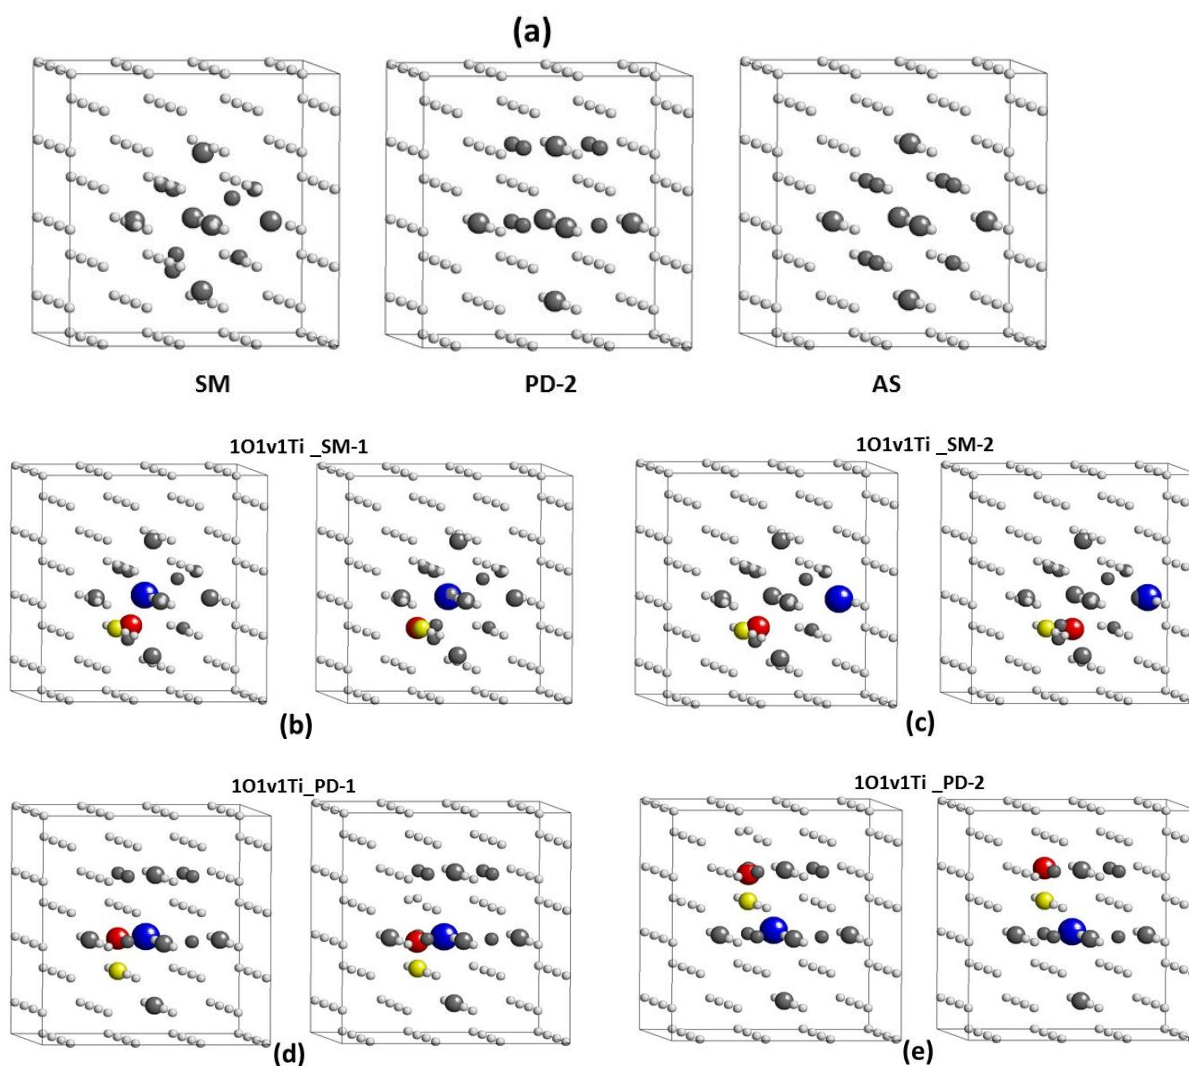 (a)
SM
PD-2
AS
1O1v1Ti _SM-1
1O1v1Ti _SM-2
(b)
(c)
1O1v1Ti_PD-1
1O1v1Ti _PD-2
(d)
(e)